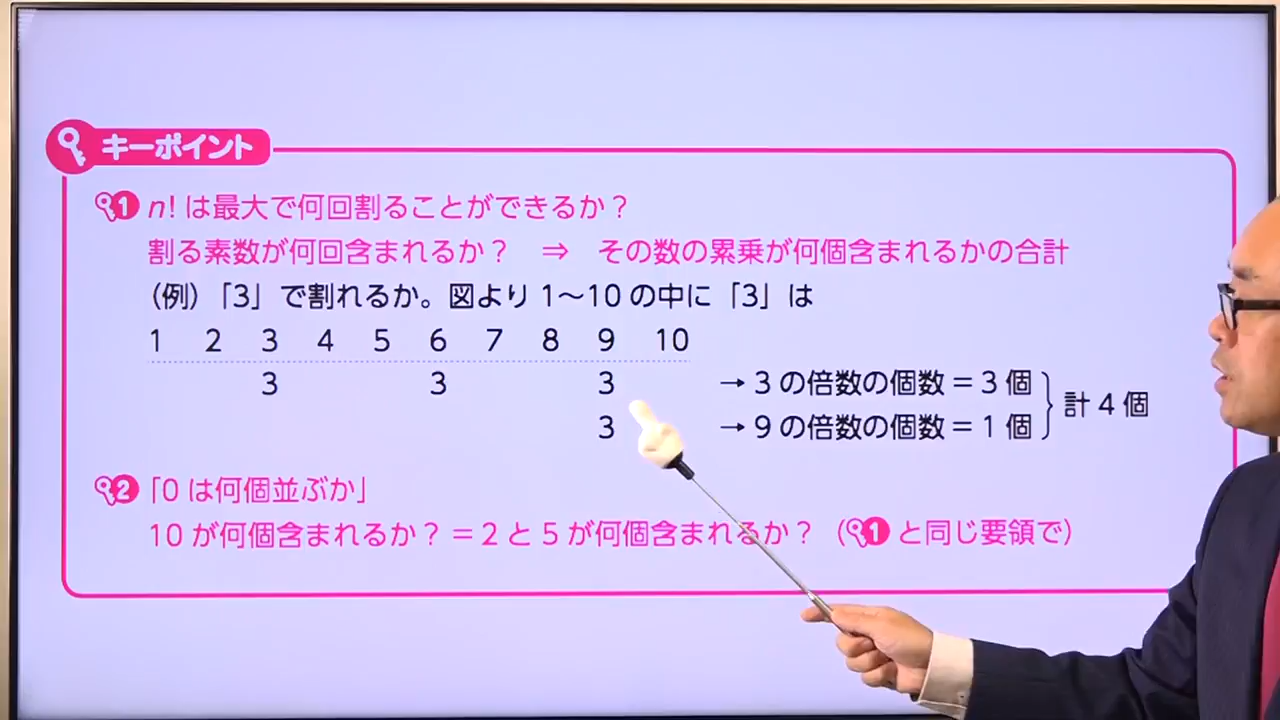 キーポイント
1 n! は最大で何回割ることができるか？
割る素数が何回含まれるか？ ⇒ その数の累乗が何個含まれるかの合計
（例）「3」で割れるか。図より 1～10 の中に「3」は
1 2 3 4 5 6 7 8 9 10
3 3 3 → 3 の倍数の個数 = 3 個
3 → 9 の倍数の個数 = 1 個
計 4 個
2 「0 は何個並ぶか」
10 が何個含まれるか？ = 2 と 5 が何個含まれるか？（1 と同じ要領で）